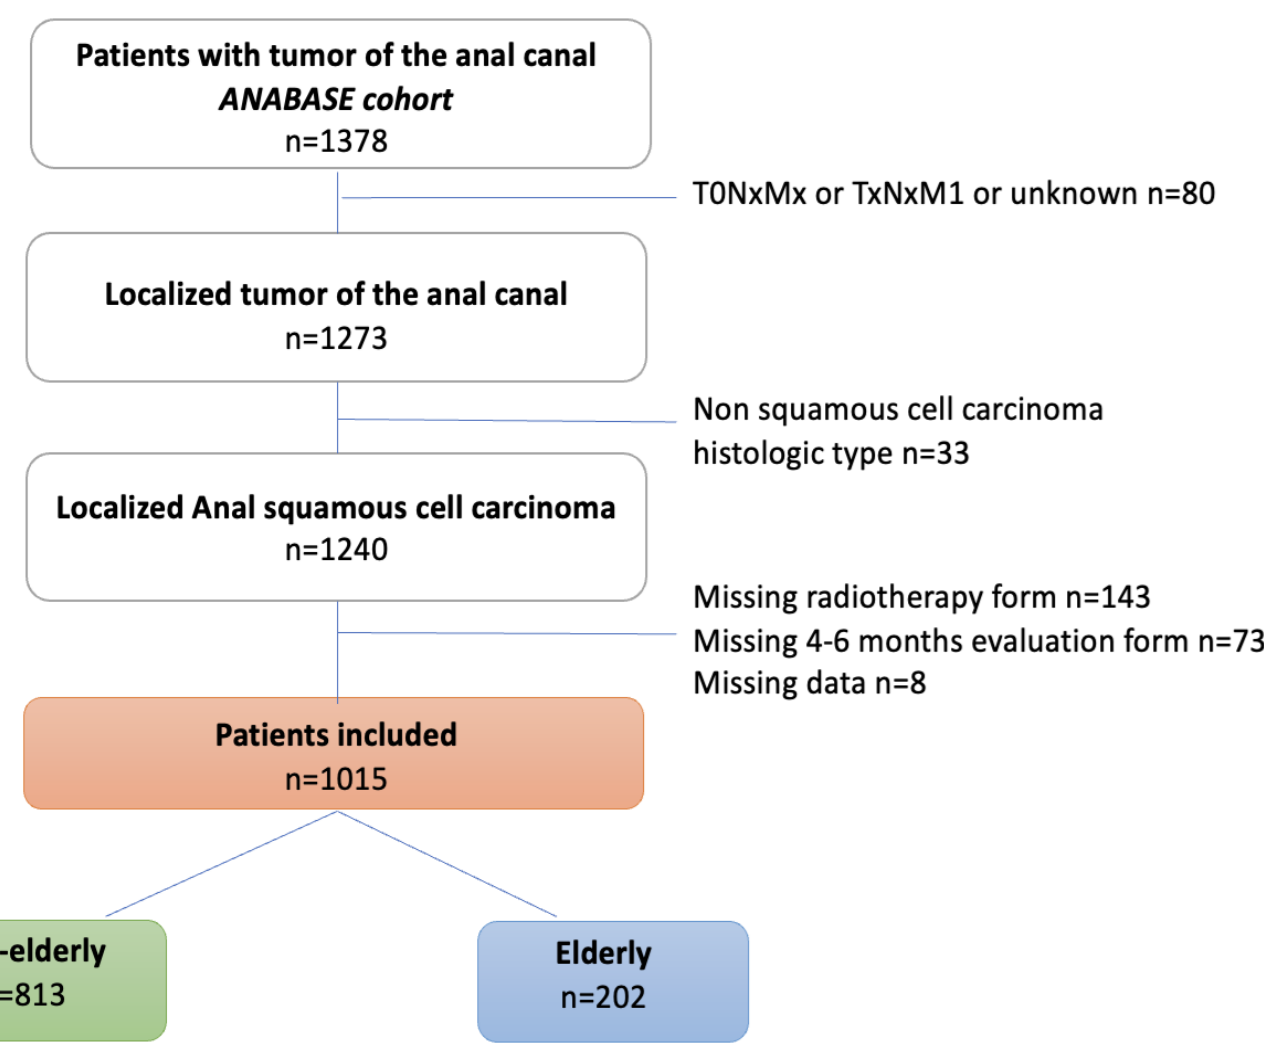 Patients with tumor of the anal canal
ANABASE cohort
n=1378
T0NxMx or TxNxM1 or unknown n=80
Localized tumor of the anal canal
n=1273
Non squamous cell carcinoma
histologic type n=33
Localized Anal squamous cell carcinoma
n=1240
Missing radiotherapy form n=143
Missing 4-6 months evaluation form n=73
Missing data n=8
Patients included
n=1015
-elderly
=813
Elderly
n=202